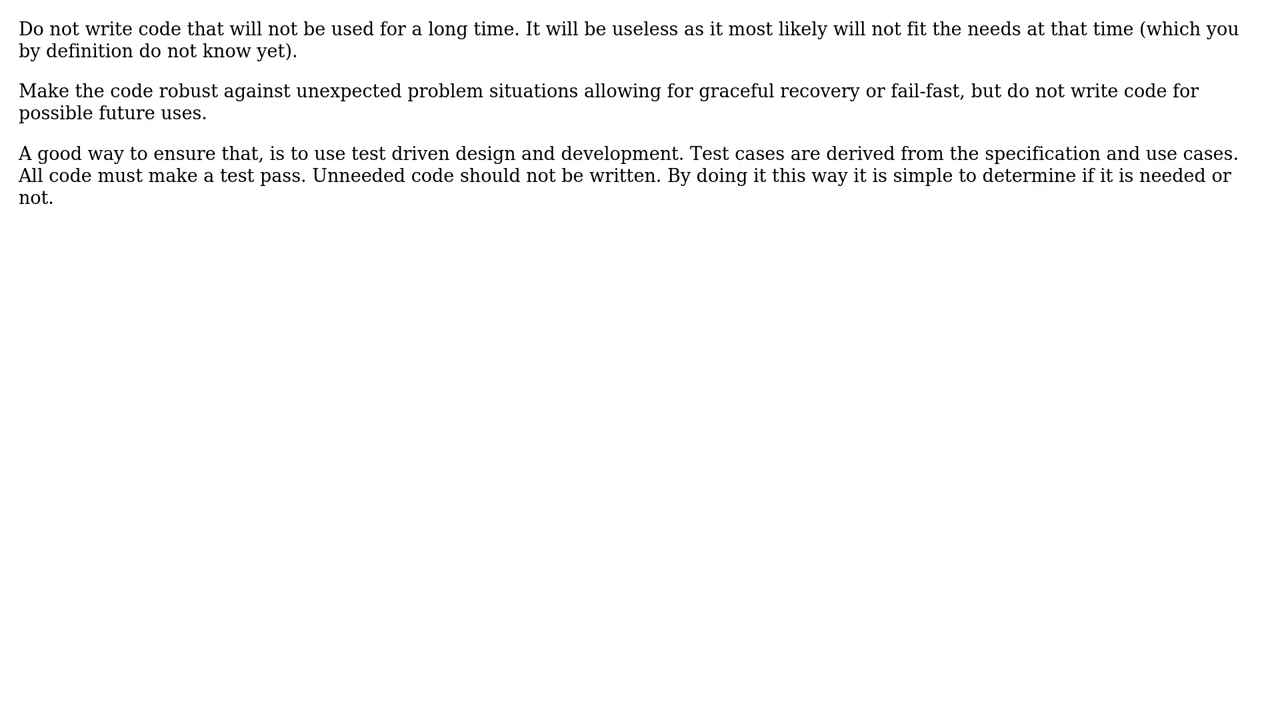 Do not write code that will not be used for a long time. It will be useless as it most likely will not fit the needs at that time (which you
by definition do not know yet).
Make the code robust against unexpected problem situations allowing for graceful recovery or fail-fast, but do not write code for
possible future uses.
A good way to ensure that, is to use test driven design and development. Test cases are derived from the specification and use cases.
All code must make a test pass. Unneeded code should not be written. By doing it this way it is simple to determine if it is needed or
not.